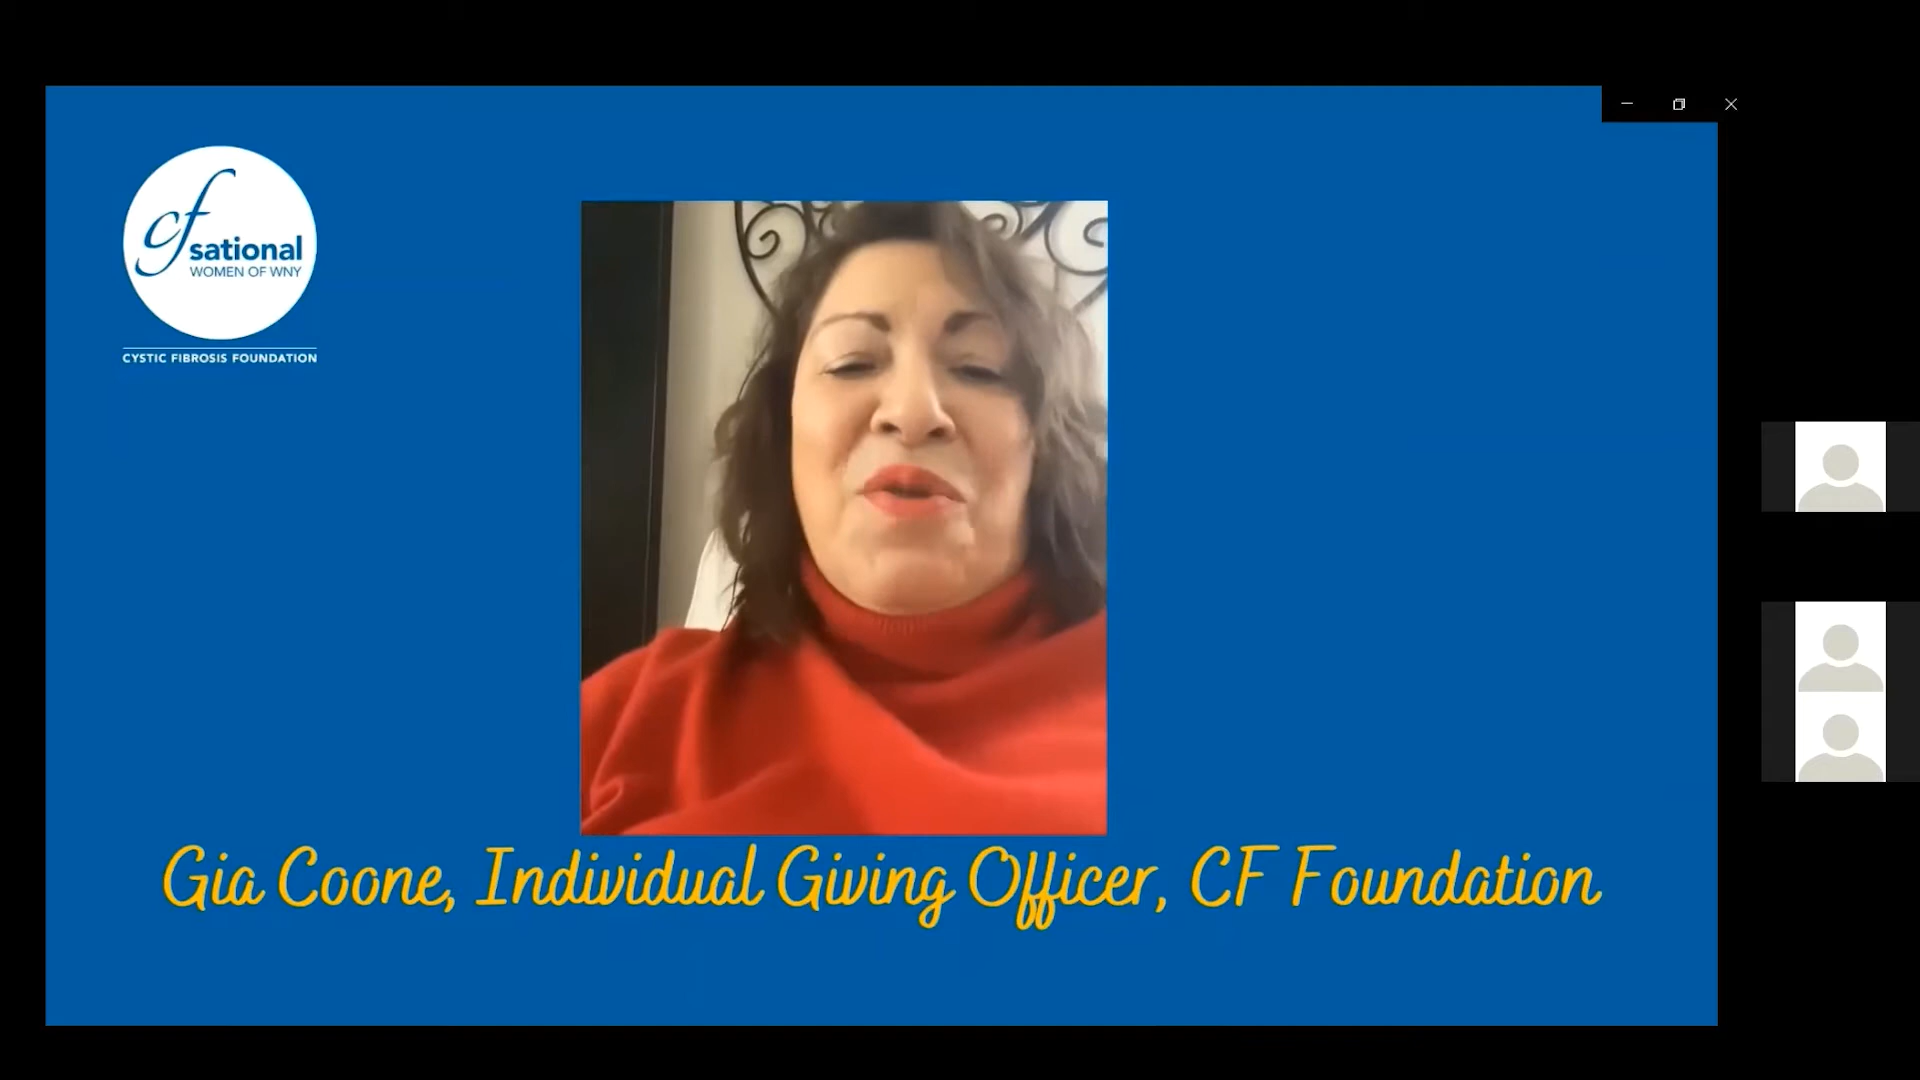 cf
sational
WOMEN OF WNY
CYSTIC FIBROSIS FOUNDATION
Gia Coone, Individual Giving Officer, CF Foundation